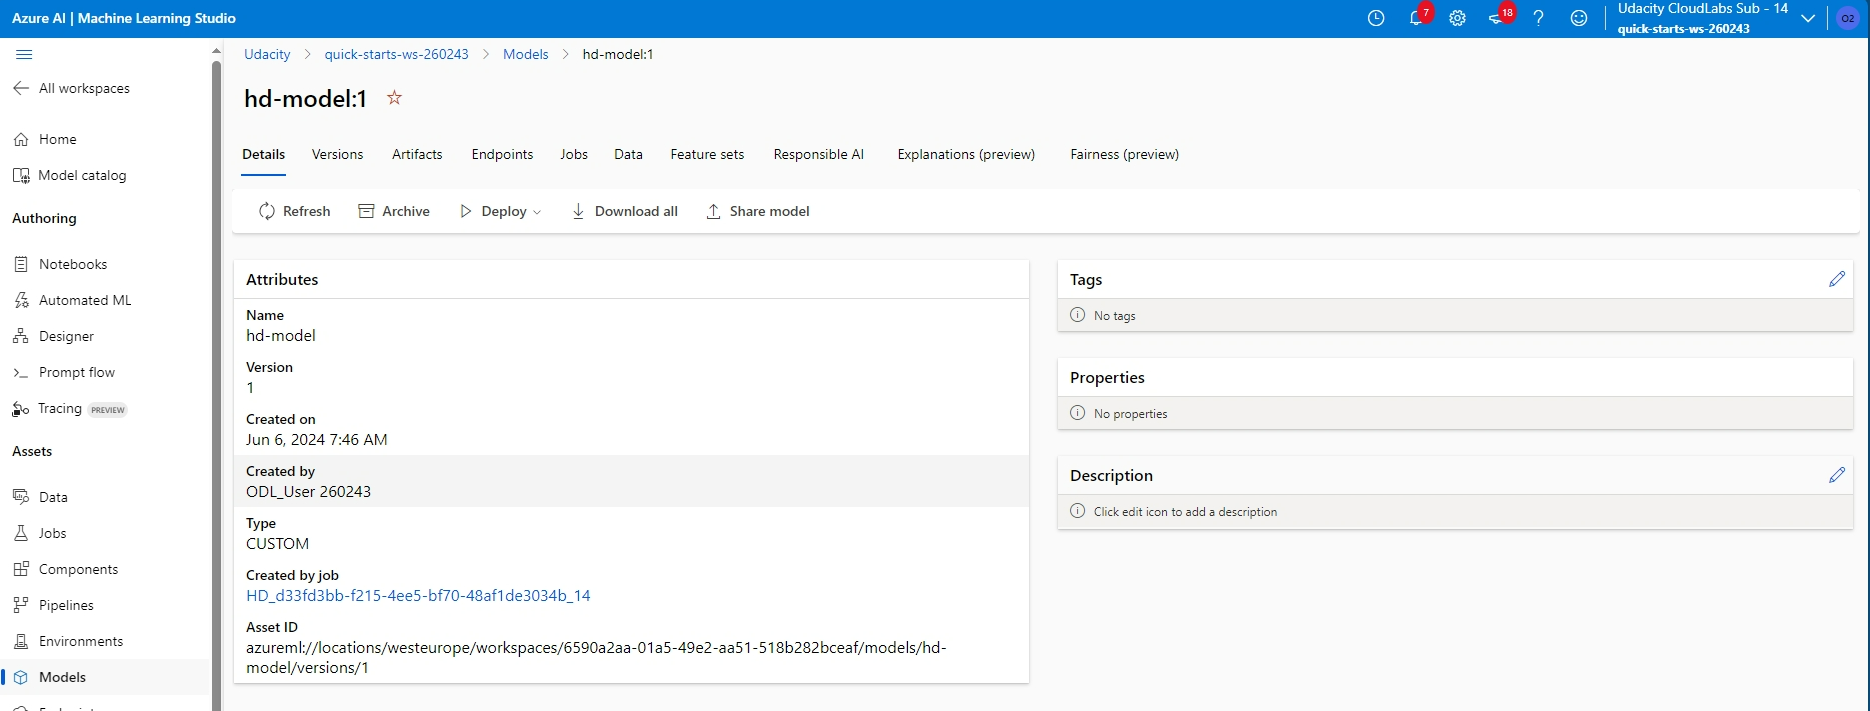 Azure AI | Machine Learning Studio
7
18
Udacity CloudLabs Sub - 14
quick-starts-ws-260243
O2
All workspaces
Home
Model catalog
Authoring
Notebooks
Automated ML
Designer
Prompt flow
Tracing PREVIEW
Assets
Data
Jobs
Components
Pipelines
Environments
Models
Udacity > quick-starts-ws-260243 > Models > hd-model:1
hd-model:1
Details Versions Artifacts Endpoints Jobs Data Feature sets Responsible AI Explanations (preview) Fairness (preview)
Refresh Archive Deploy Download all Share model
Attributes
Name
hd-model
Version
1
Created on
Jun 6, 2024 7:46 AM
Created by
ODL_User 260243
Type
CUSTOM
Created by job
HD_d33fd3bb-f215-4ee5-bf70-48af1de3034b_14
Asset ID
azureml://locations/westeurope/workspaces/6590a2aa-01a5-49e2-aa51-518b282bceaf/models/hd-
model/versions/1
Tags
No tags
Properties
No properties
Description
Click edit icon to add a description